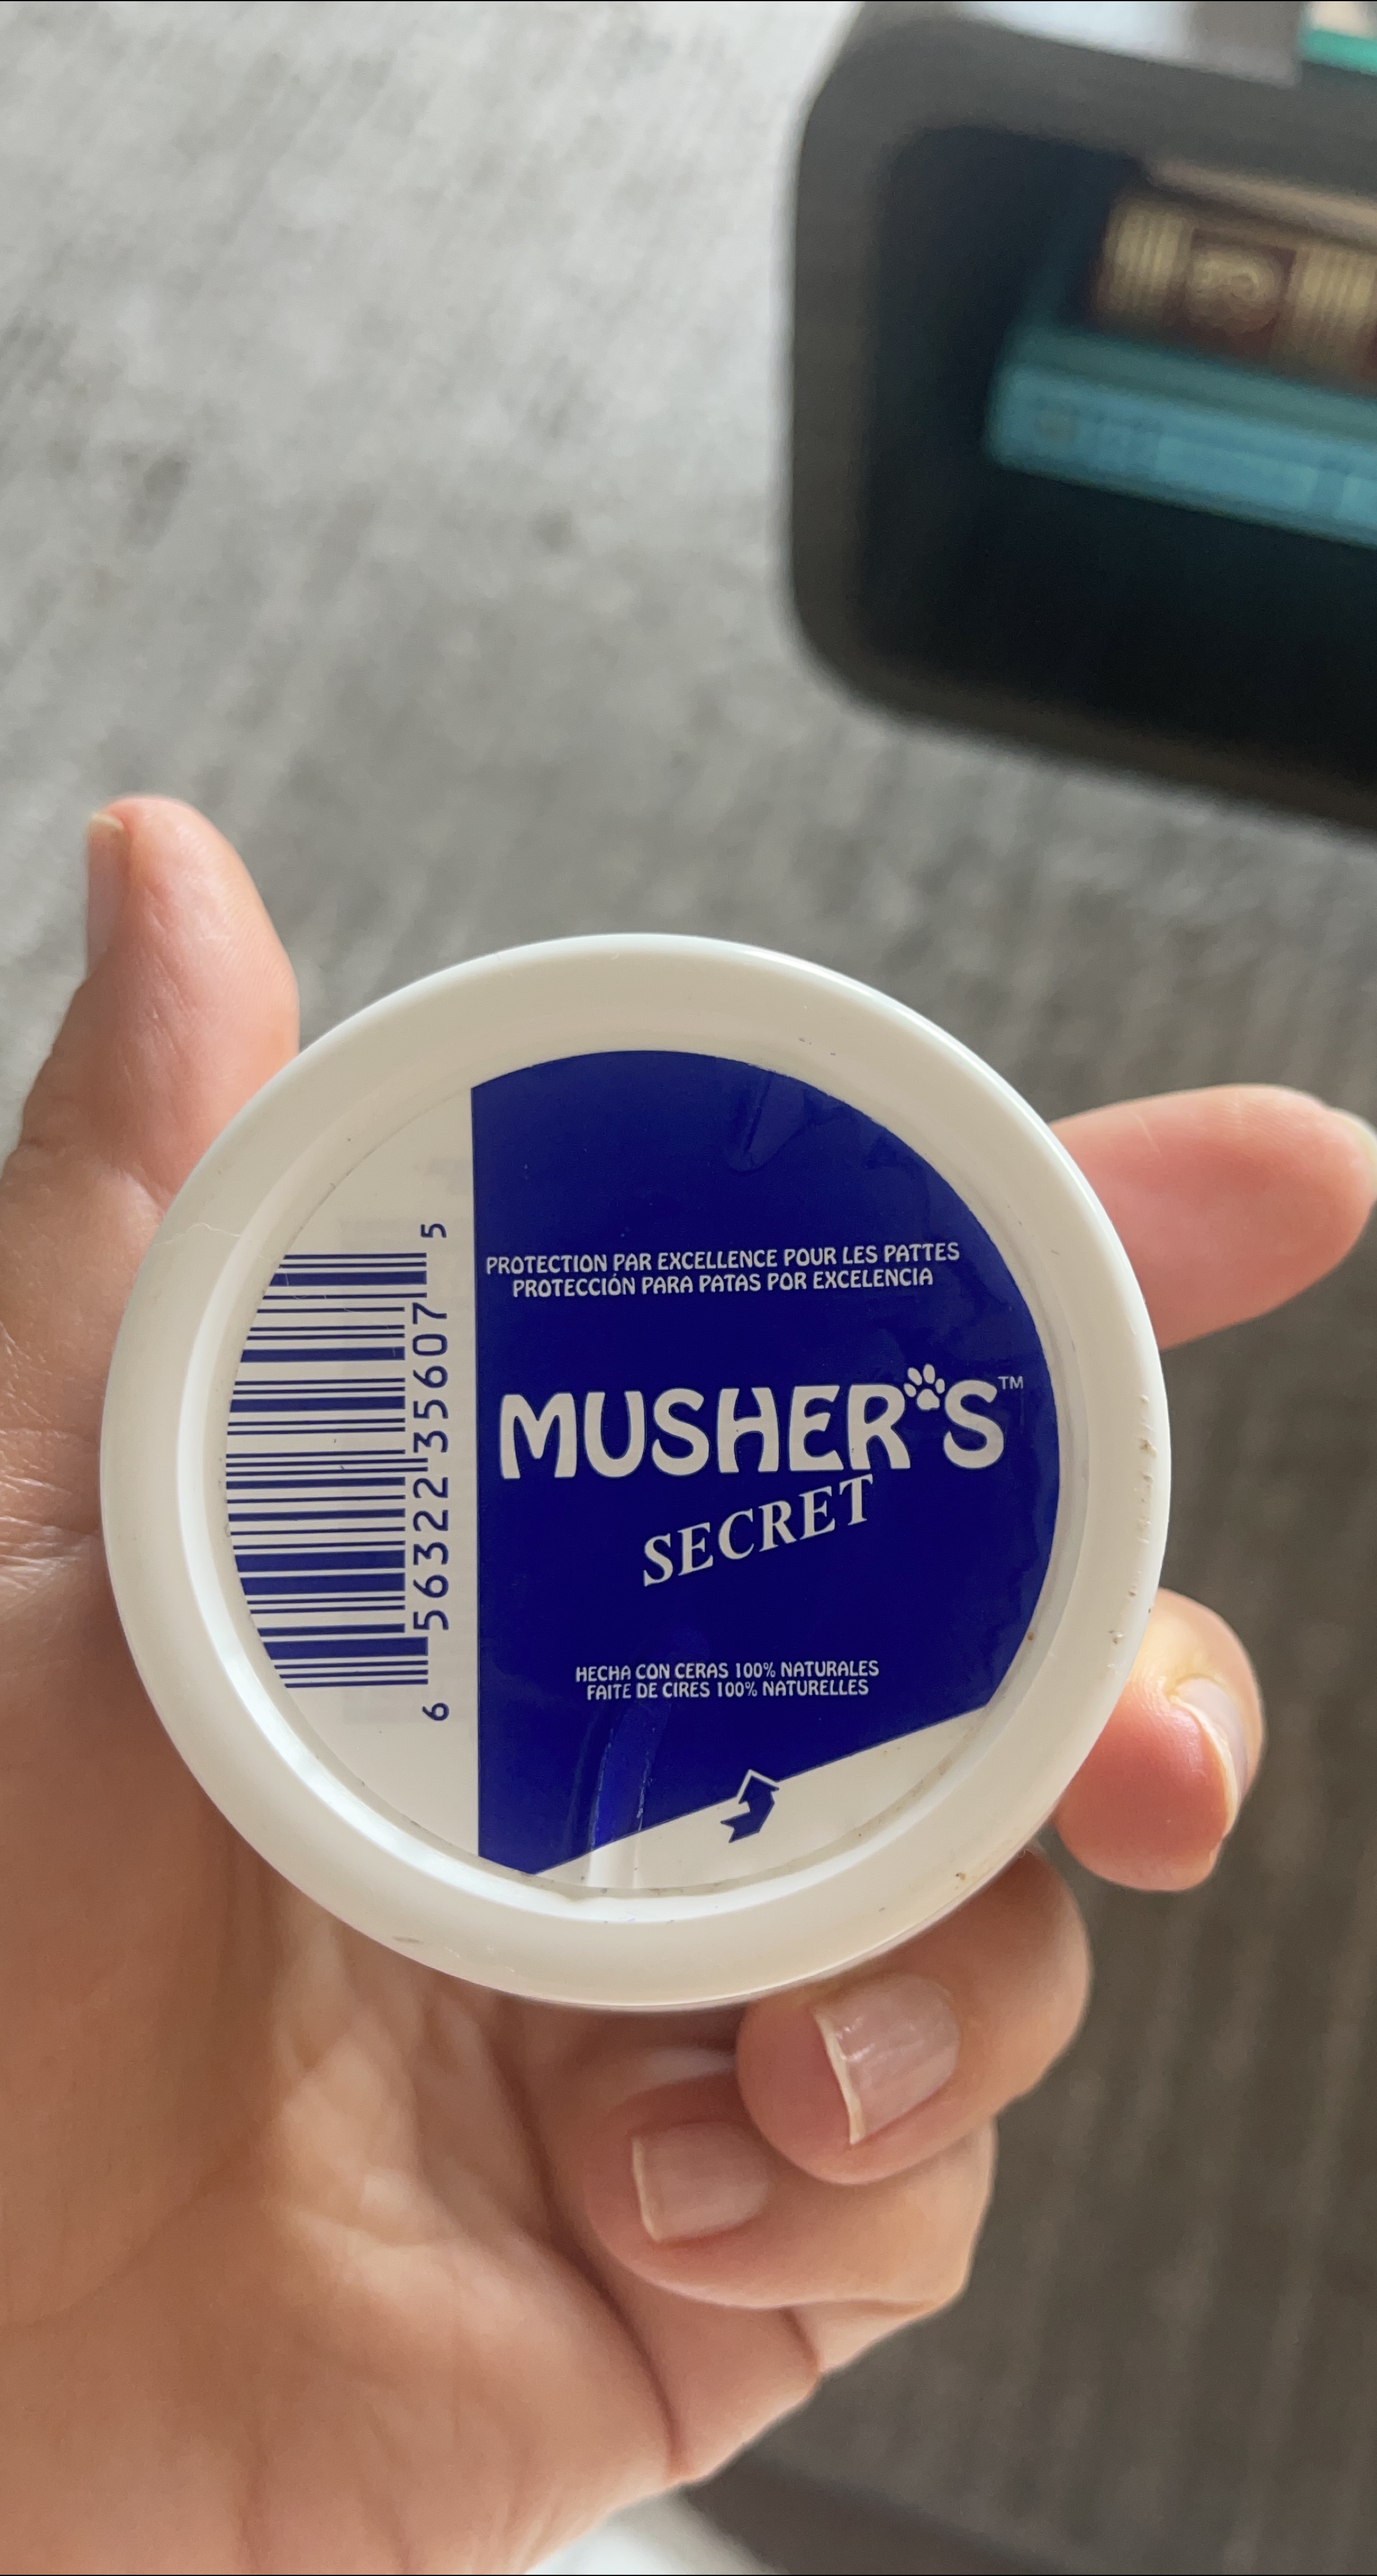 PROTECTION PAR EXCELLENCE POUR LES PATTES
PROTECCIÓN PARA PATAS POR EXCELENCIA
MUSHER'S™
SECRET
HECHA CON CERAS 100% NATURALES
FAITE DE CIRES 100% NATURELLES
6 56322 35607 5